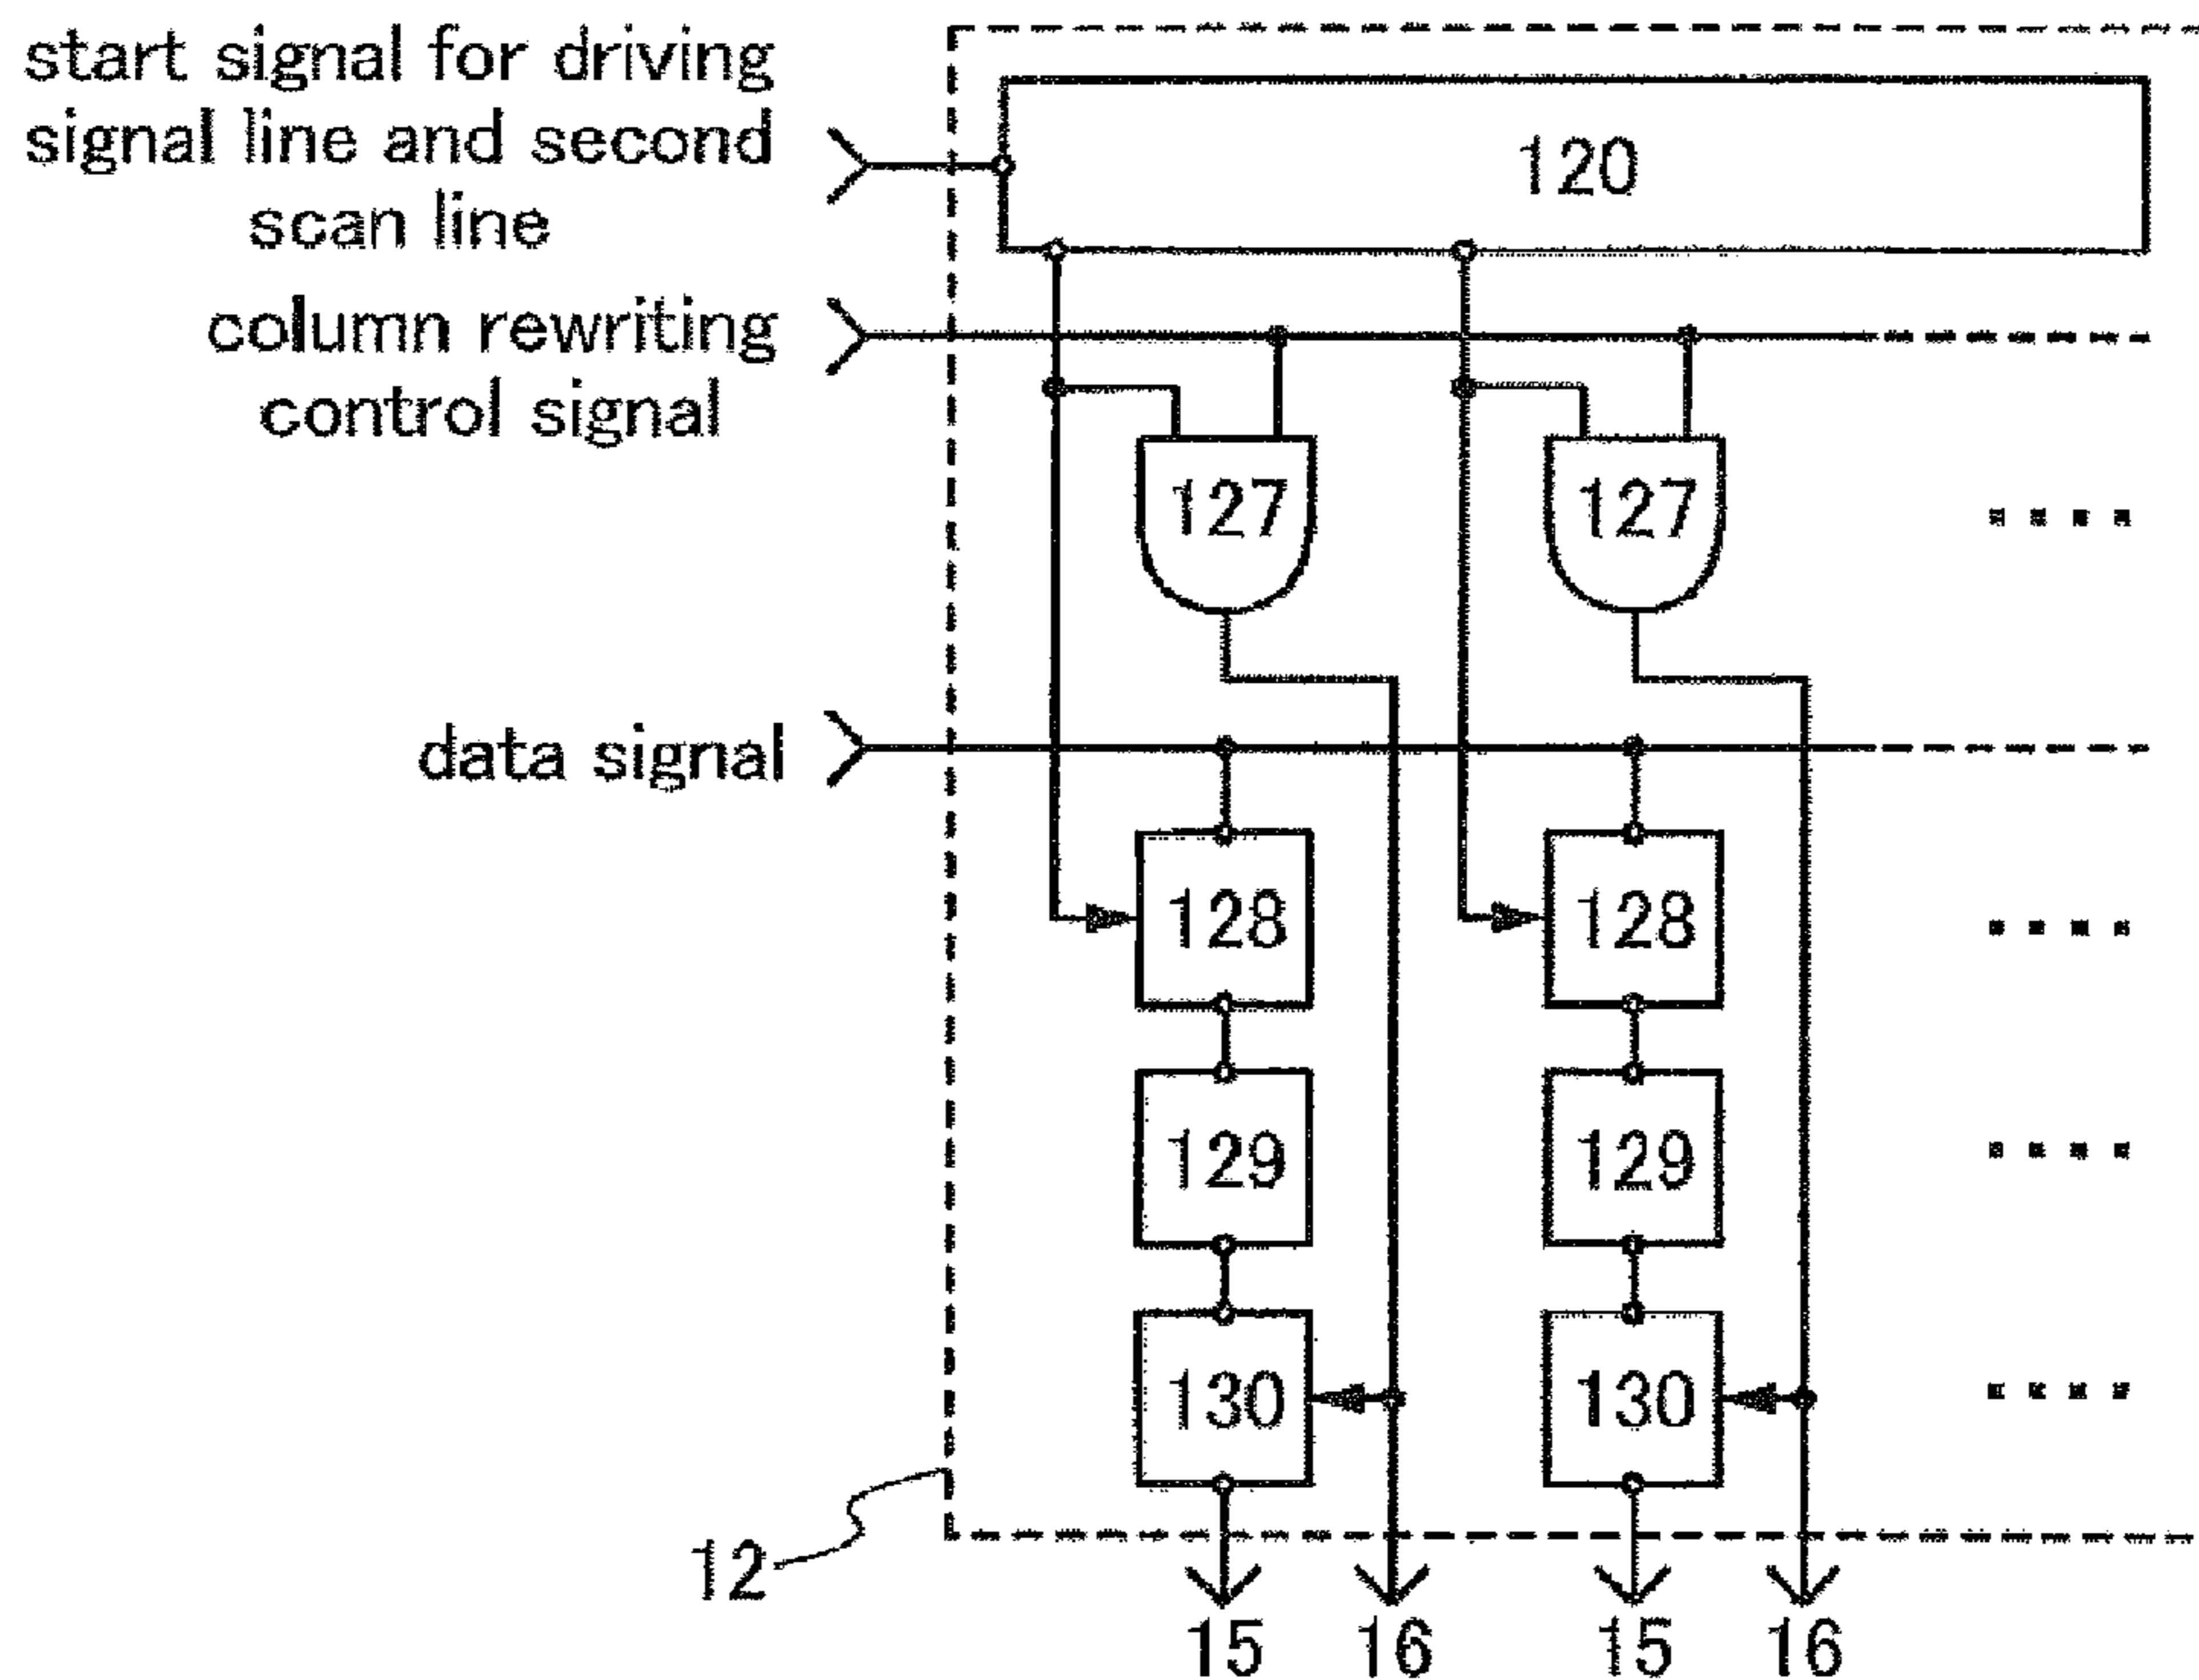 start signal for driving
signal line and second
scan line
120
column rewriting
control signal
127 127
data signal
128 128
129 129
130 130
12
15 16 15 16